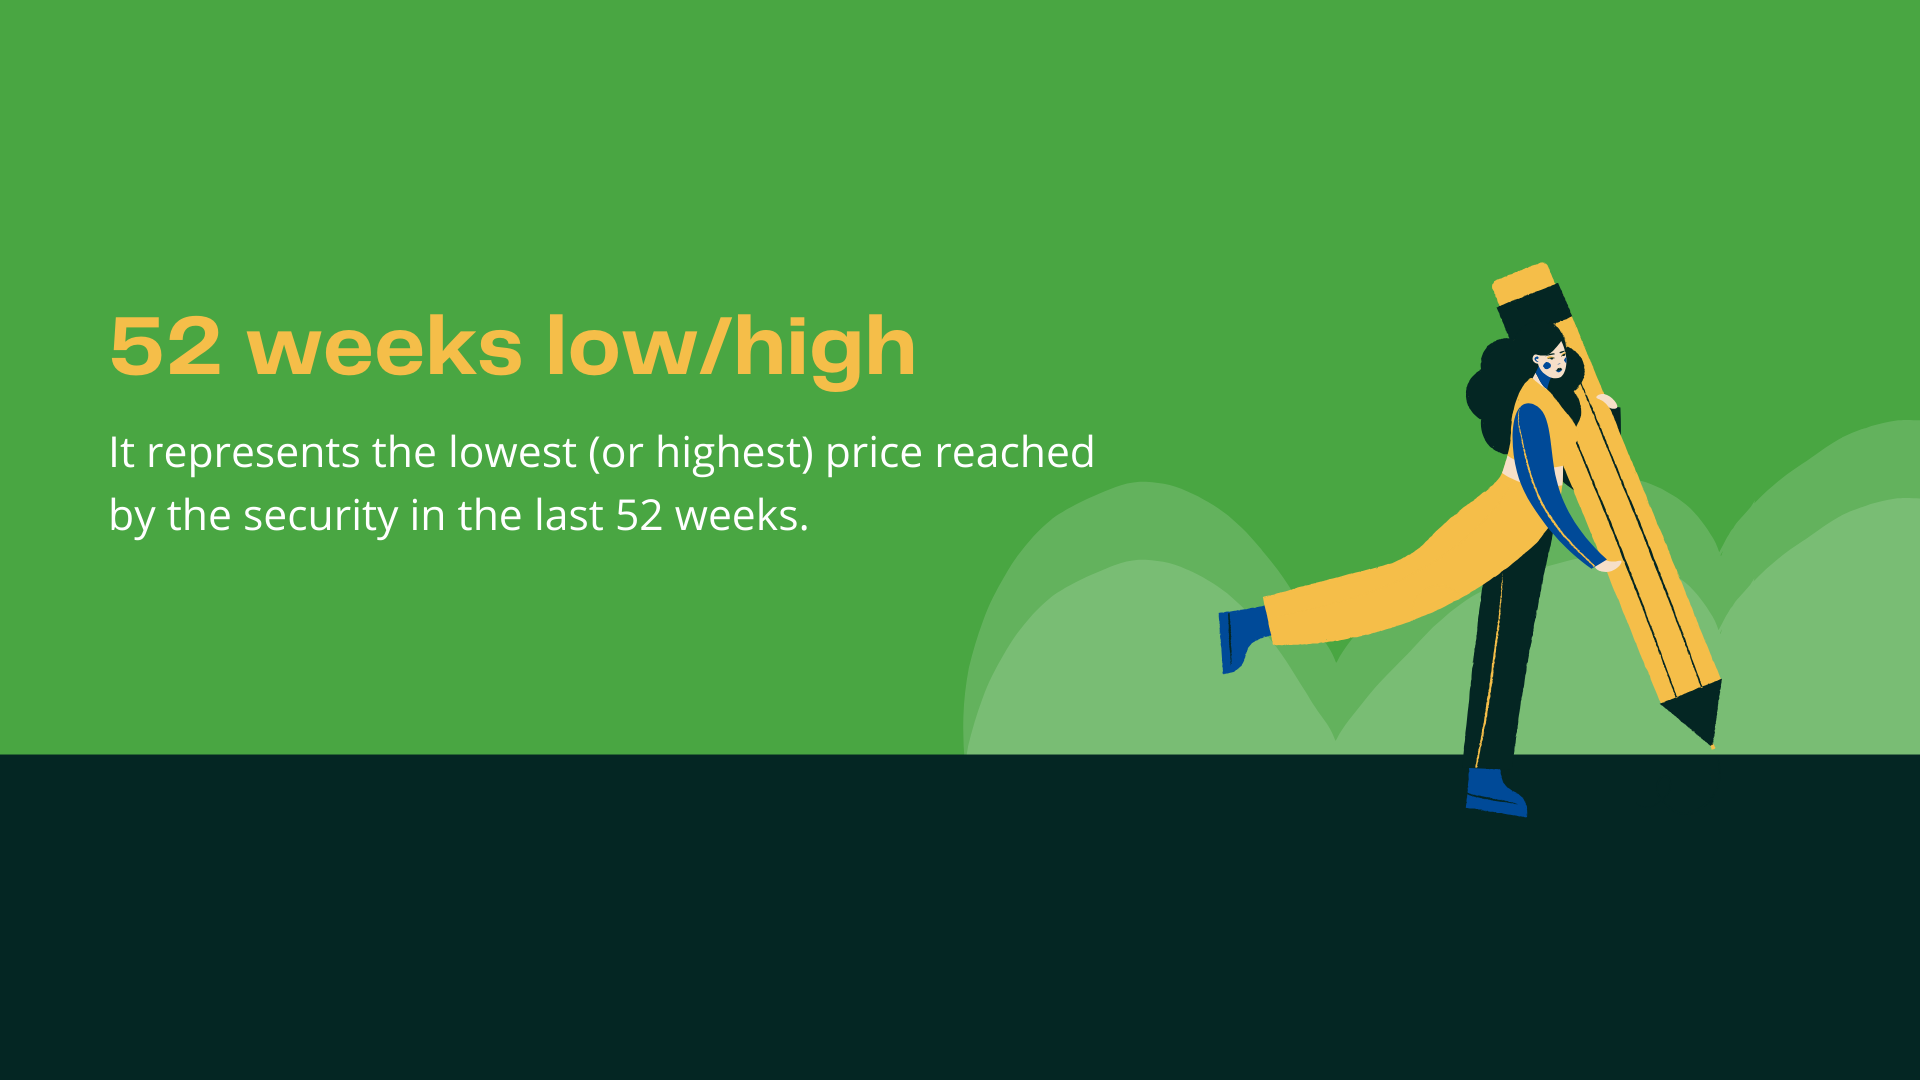 52 weeks low/high
It represents the lowest (or highest) price reached
by the security in the last 52 weeks.